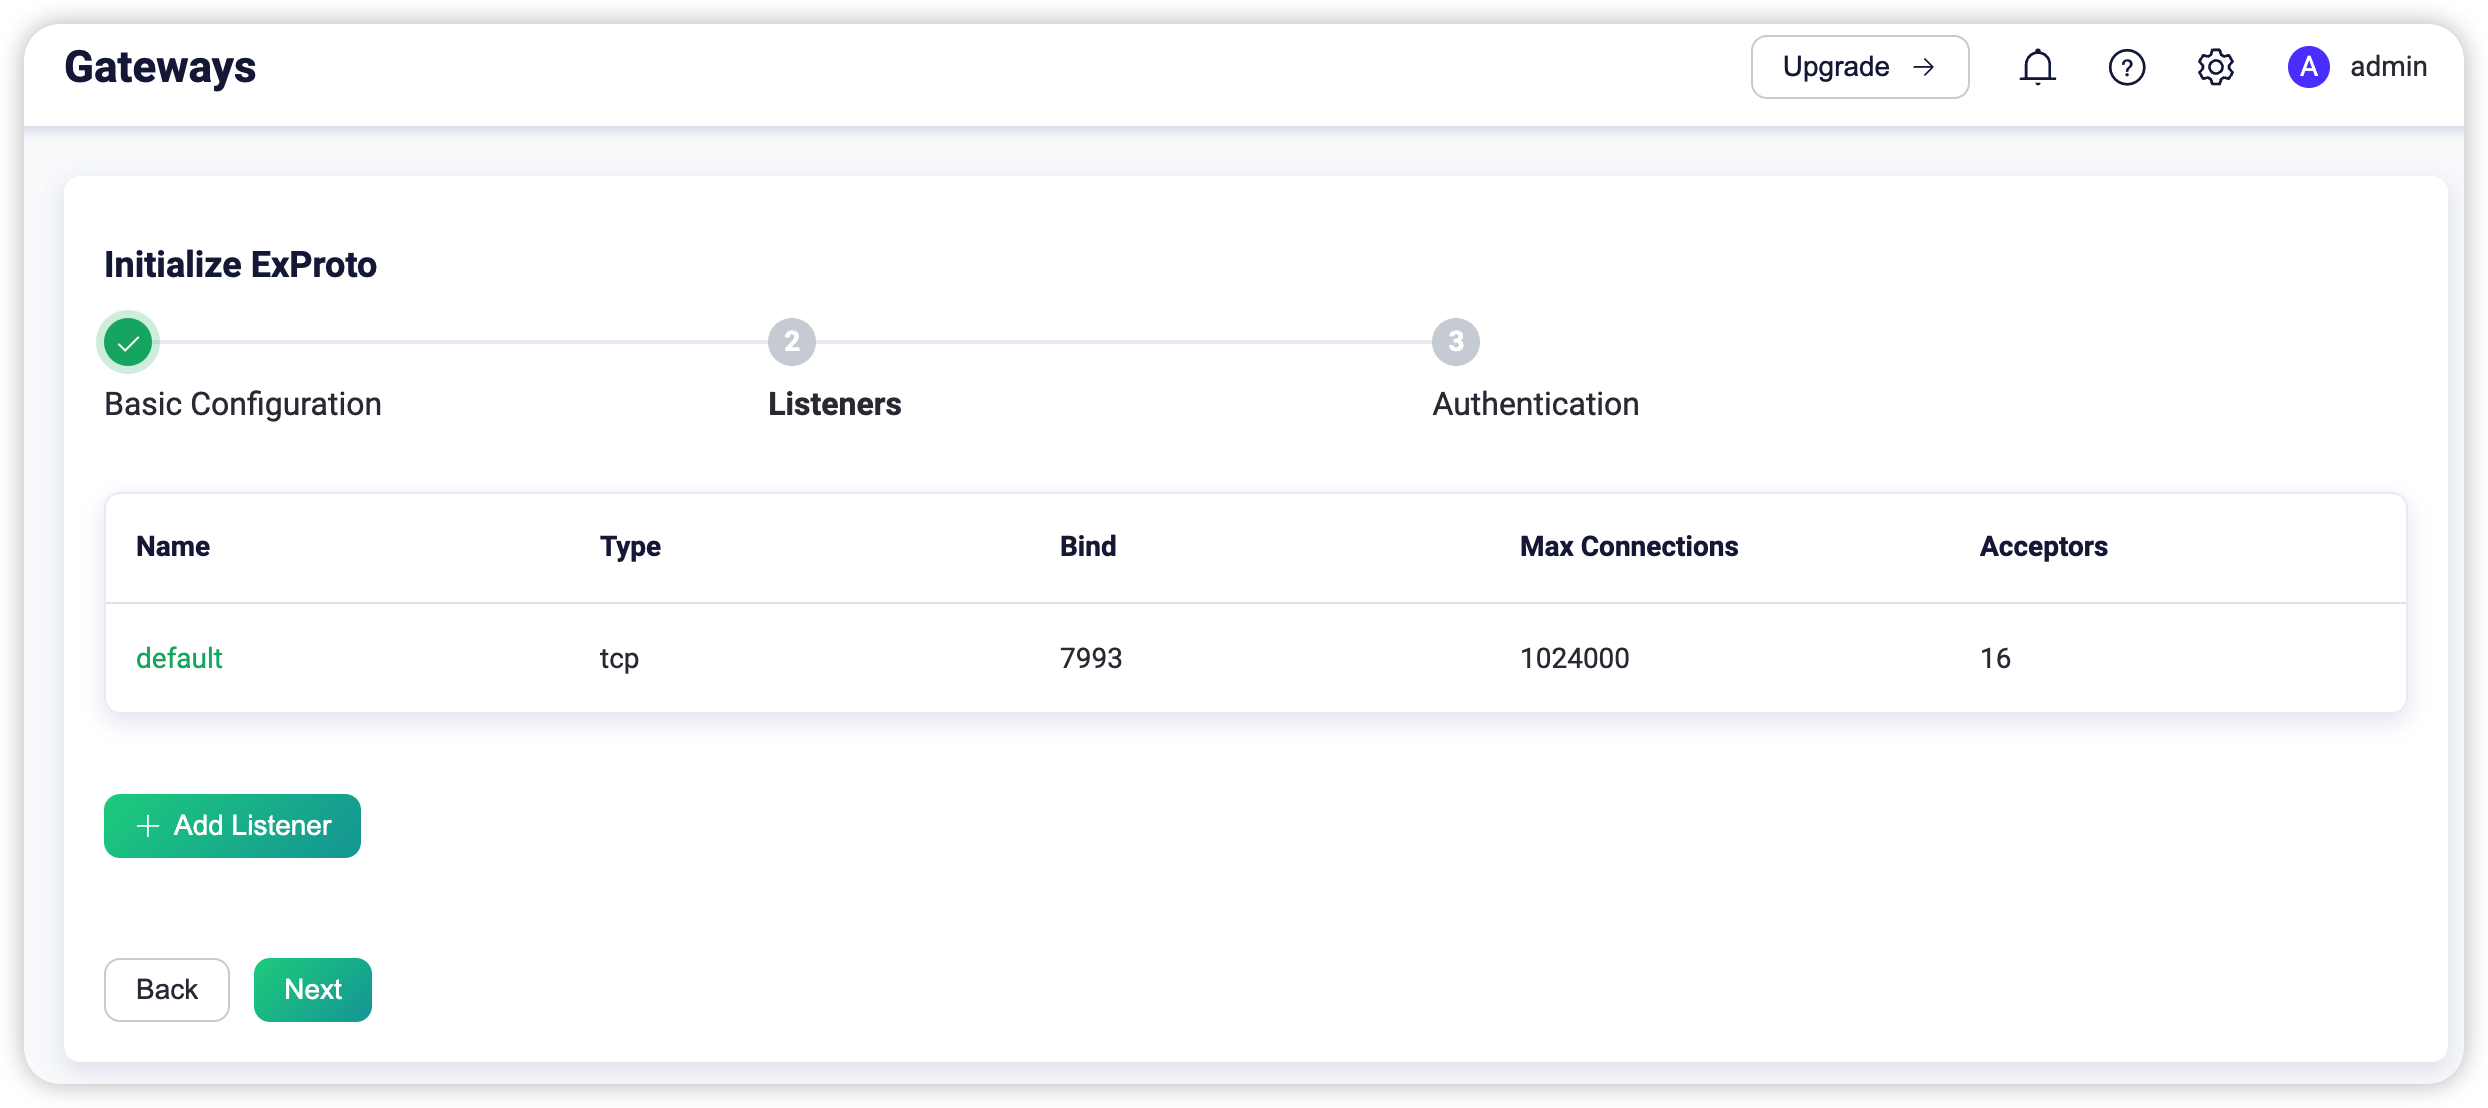 Gateways
Upgrade →
?
A admin
Initialize ExProto
2 3
Basic Configuration Listeners Authentication
Name Type Bind Max Connections Acceptors
default tcp 7993 1024000 16
+ Add Listener
Back Next